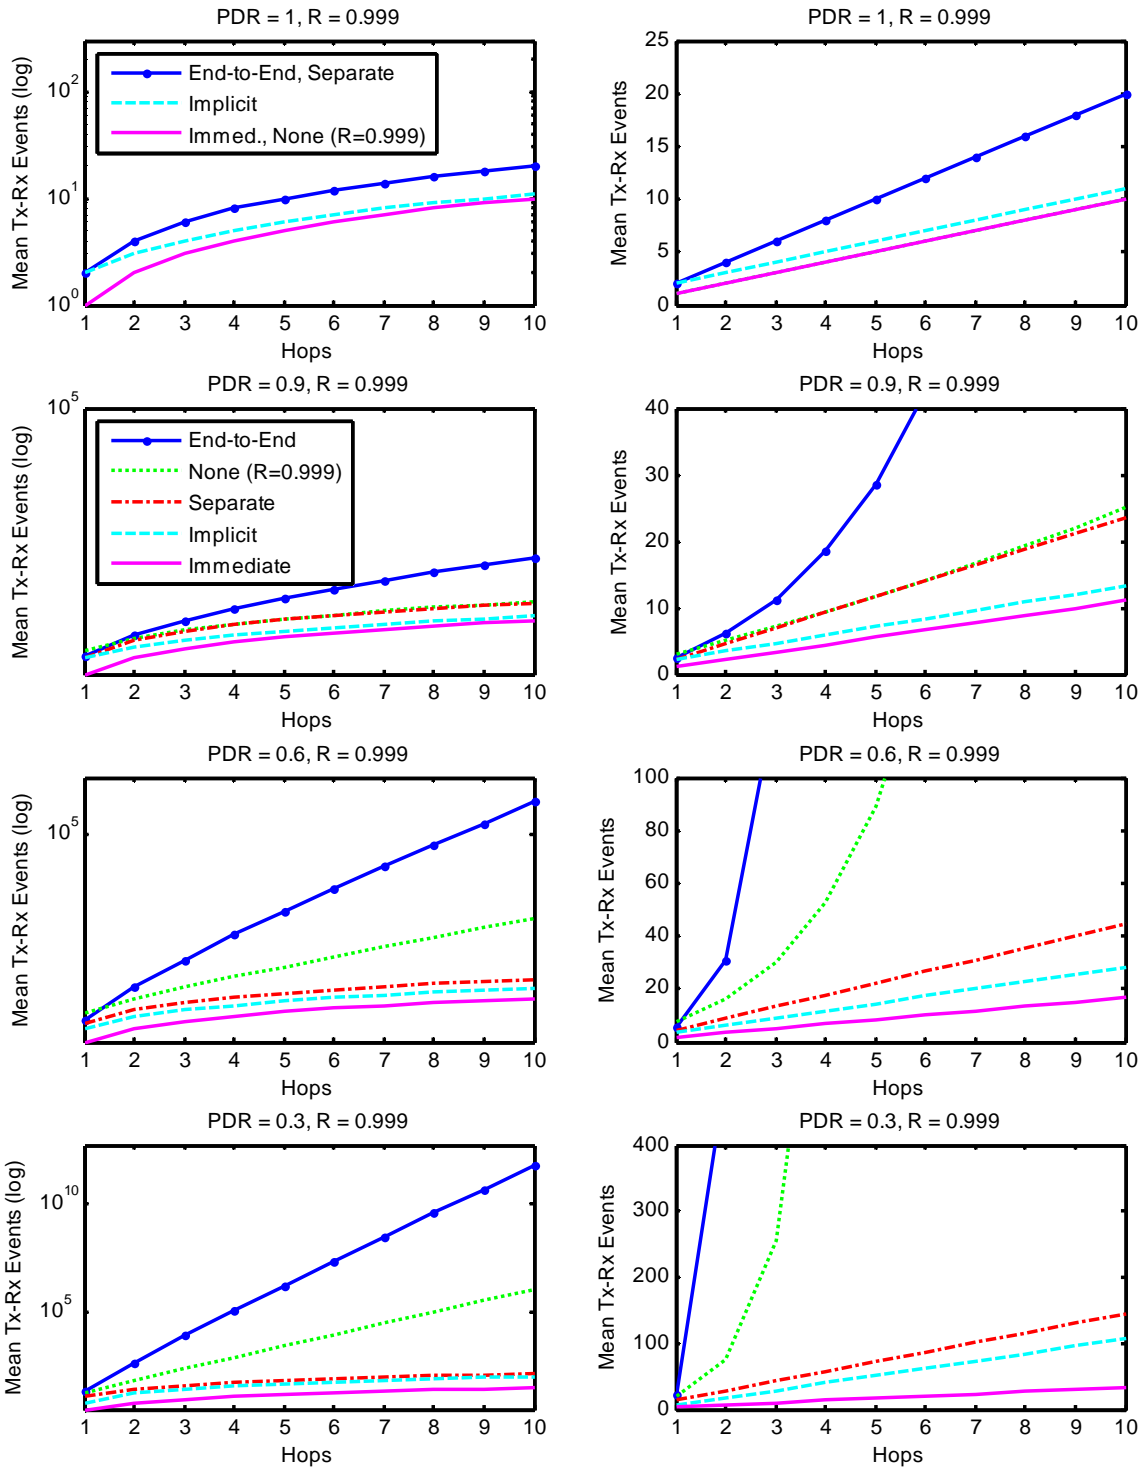 PDR = 1, R = 0.999
Mean Tx-Rx Events (log)
10^2
10^1
10^0
End-to-End, Separate
Implicit
Immed., None (R=0.999)
1 2 3 4 5 6 7 8 9 10
Hops
PDR = 1, R = 0.999
Mean Tx-Rx Events
25
20
15
10
5
0
1 2 3 4 5 6 7 8 9 10
Hops
PDR = 0.9, R = 0.999
Mean Tx-Rx Events (log)
10^5
End-to-End
None (R=0.999)
Separate
Implicit
Immediate
1 2 3 4 5 6 7 8 9 10
Hops
PDR = 0.9, R = 0.999
Mean Tx-Rx Events
40
30
20
10
0
1 2 3 4 5 6 7 8 9 10
Hops
PDR = 0.6, R = 0.999
Mean Tx-Rx Events (log)
10^5
1 2 3 4 5 6 7 8 9 10
Hops
PDR = 0.6, R = 0.999
Mean Tx-Rx Events
100
80
60
40
20
0
1 2 3 4 5 6 7 8 9 10
Hops
PDR = 0.3, R = 0.999
Mean Tx-Rx Events (log)
10^10
10^5
1 2 3 4 5 6 7 8 9 10
Hops
PDR = 0.3, R = 0.999
Mean Tx-Rx Events
400
300
200
100
0
1 2 3 4 5 6 7 8 9 10
Hops